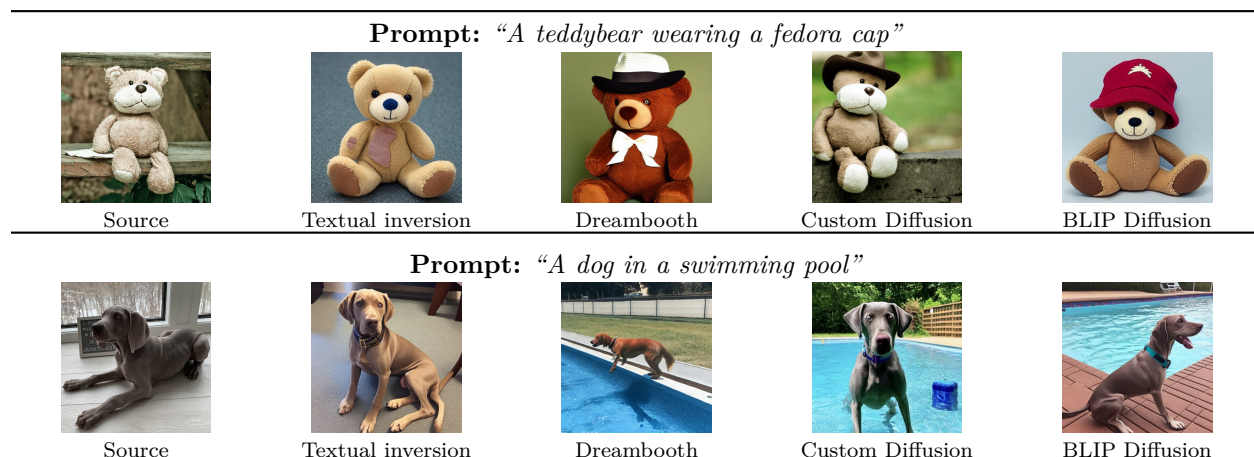 Prompt: “A teddybear wearing a fedora cap”
Source Textual inversion Dreambooth Custom Diffusion BLIP Diffusion
Prompt: “A dog in a swimming pool”
Source Textual inversion Dreambooth Custom Diffusion BLIP Diffusion